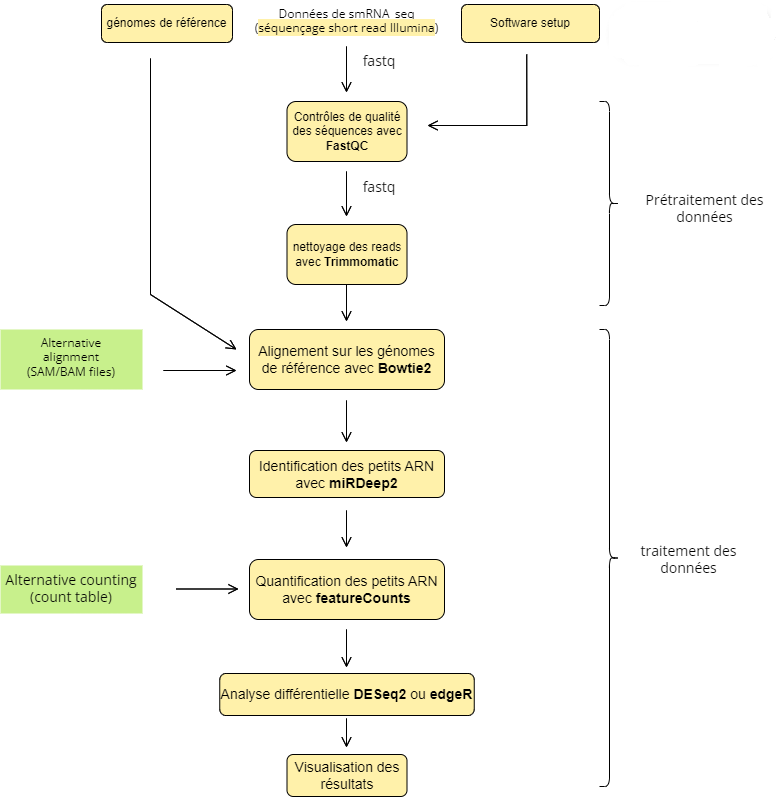 génomes de référence
Données de smRNA_seq
(séquençage short read Illumina)
Software setup
fastq
Contrôles de qualité
des séquences avec
FastQC
fastq
Prétraitement des
données
nettoyage des reads
avec Trimmomatic
Alternative
alignment
(SAM/BAM files)
Alignement sur les génomes
de référence avec Bowtie2
Identification des petits ARN
avec miRDeep2
traitement des
données
Alternative counting
(count table)
Quantification des petits ARN
avec featureCounts
Analyse différentielle DESeq2 ou edgeR
Visualisation des
résultats